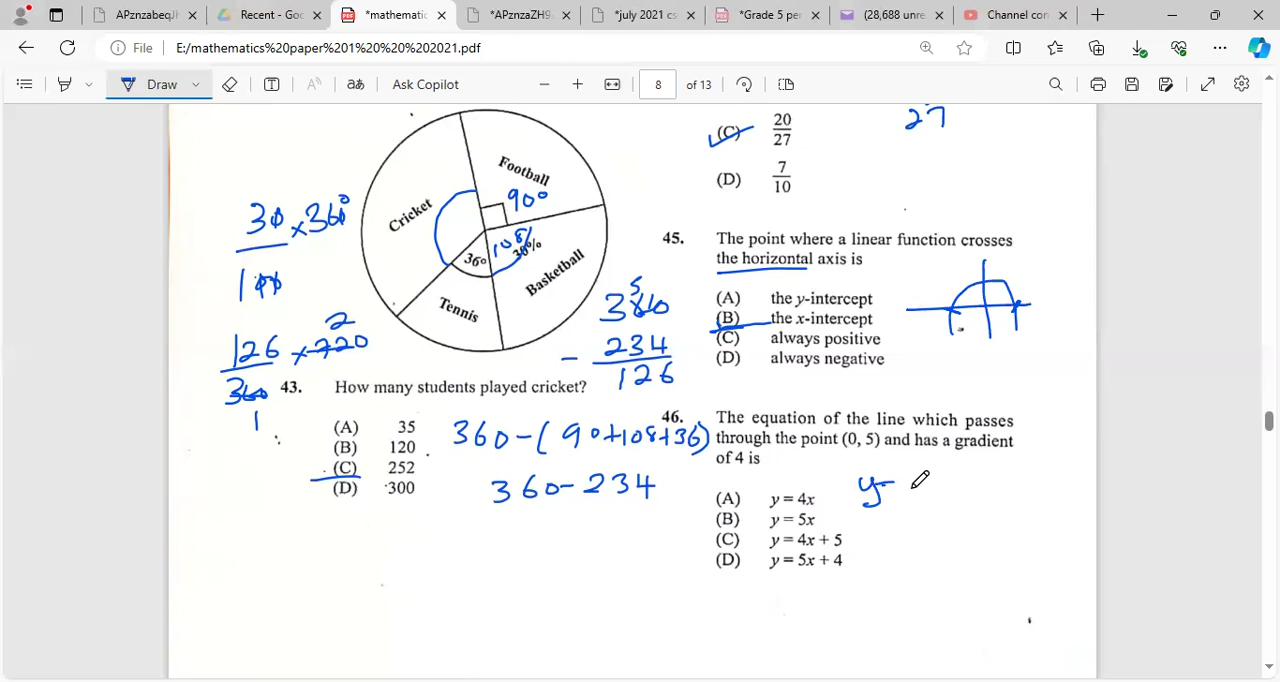 APznzabeqJl
Recent - Goo
*mathematic
*APznzaZH9.
*july 2021 cs
*Grade 5 per
(28,688 unre
Channel con
File E:/mathematics%20paper%201%20%20%202021.pdf
Draw
Ask Copilot
8 of 13
Cricket
Football
90°
108/
30%
36°
Basketball
Tennis
30 × 360°
100
126 × 720
2
360
1
43. How many students played cricket?
(A) 35
(B) 120
(C) 252
(D) 300
5
360
- 234
126
360 - ( 90+108+36)
360 - 234
27
(C) 20/27
(D) 7/10
45. The point where a linear function crosses
the horizontal axis is
(A) the y-intercept
(B) the x-intercept
(C) always positive
(D) always negative
46. The equation of the line which passes
through the point (0, 5) and has a gradient
of 4 is
(A) y = 4x
(B) y = 5x
(C) y = 4x + 5
(D) y = 5x + 4
y-